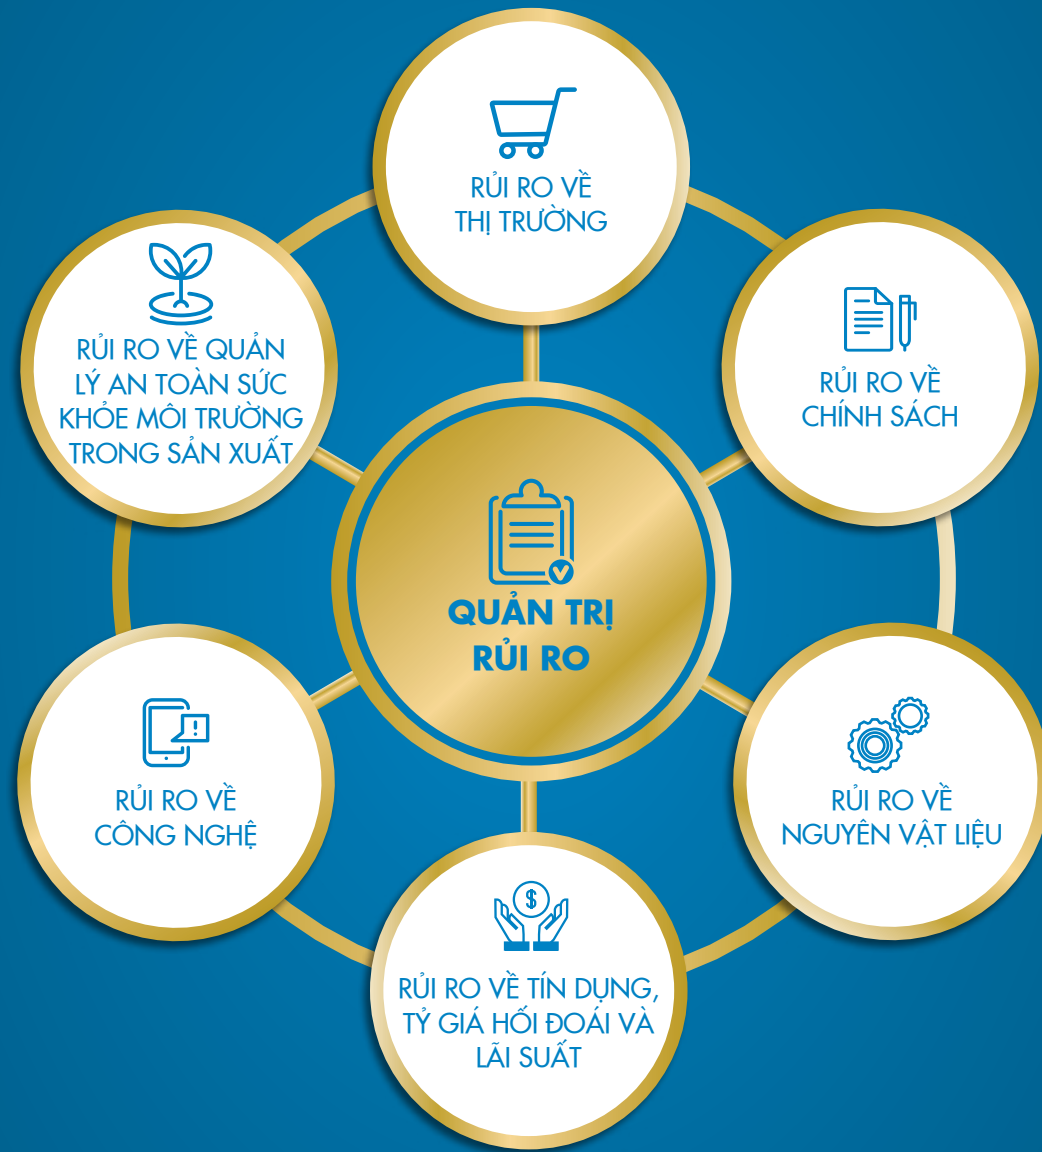 RỦI RO VỀ
THỊ TRƯỜNG
RỦI RO VỀ QUẢN
LÝ AN TOÀN SỨC
KHỎE MÔI TRƯỜNG
TRONG SẢN XUẤT
RỦI RO VỀ
CHÍNH SÁCH
QUẢN TRỊ
RỦI RO
RỦI RO VỀ
CÔNG NGHỆ
RỦI RO VỀ
NGUYÊN VẬT LIỆU
RỦI RO VỀ TÍN DỤNG,
TỶ GIÁ HỐI ĐOÁI VÀ
LÃI SUẤT